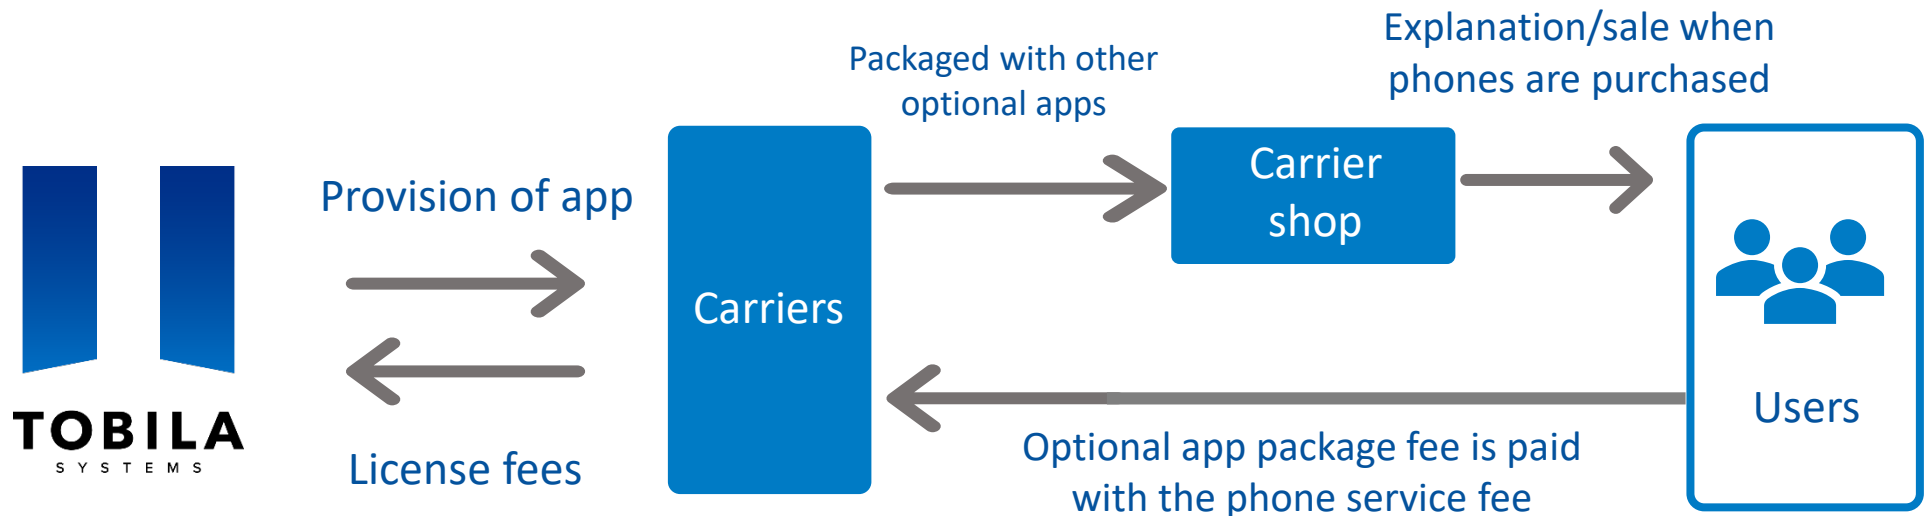 Explanation/sale when
phones are purchased
Packaged with other
optional apps
Carrier
shop
Provision of app
Carriers
TOBILA
SYSTEMS
License fees
Users
Optional app package fee is paid
with the phone service fee